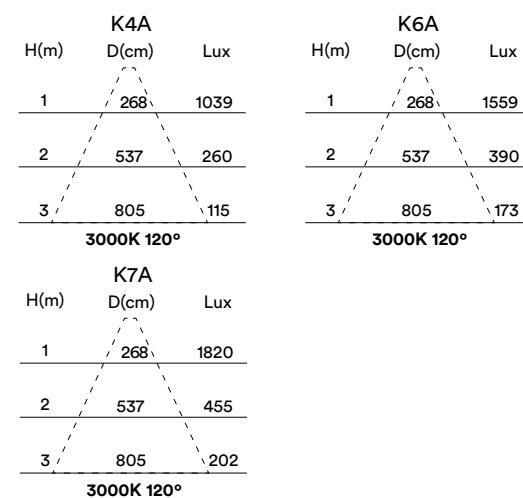 K4A
H(m) D(cm) Lux
1 268 1039
2 537 260
3 805 115
3000K 120°
K6A
H(m) D(cm) Lux
1 268 1559
2 537 390
3 805 173
3000K 120°
K7A
H(m) D(cm) Lux
1 268 1820
2 537 455
3 805 202
3000K 120°